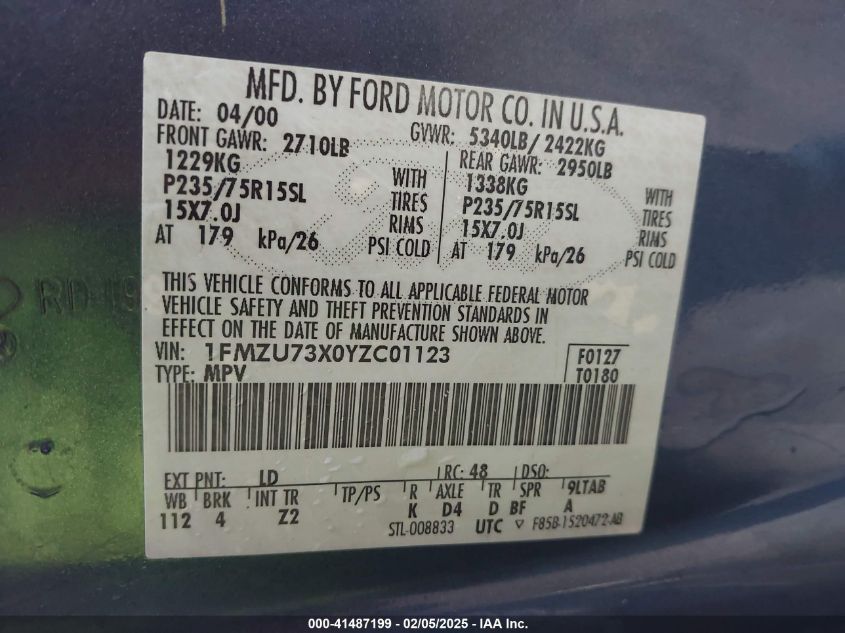 MFD. BY FORD MOTOR CO. IN U.S.A.
DATE: 04/00 GVWR: 5340LB/ 2422KG
FRONT GAWR: 2710LB REAR GAWR: 2950LB
1229KG WITH 1338KG WITH
P235/75R15SL TIRES P235/75R15SL TIRES
15X7.0J RIMS 15X7.0J RIMS
AT 179 kPa/26 PSI COLD AT 179 kPa/26 PSI COLD
THIS VEHICLE CONFORMS TO ALL APPLICABLE FEDERAL MOTOR
VEHICLE SAFETY AND THEFT PREVENTION STANDARDS IN
EFFECT ON THE DATE OF MANUFACTURE SHOWN ABOVE.
VIN: 1FMZU73X0YZC01123 F0127
TYPE: MPV T0180
EXT PNT: LD RC: 48 DSO:
WB BRK INT TR TP/PS R AXLE TR SPR 9LTAB
112 4 Z2 K D4 D BF A
STL-008833 UTC ▽ F85B-1520472-AB
000-41487199 — 02/05/2025 — IAAI Inc.